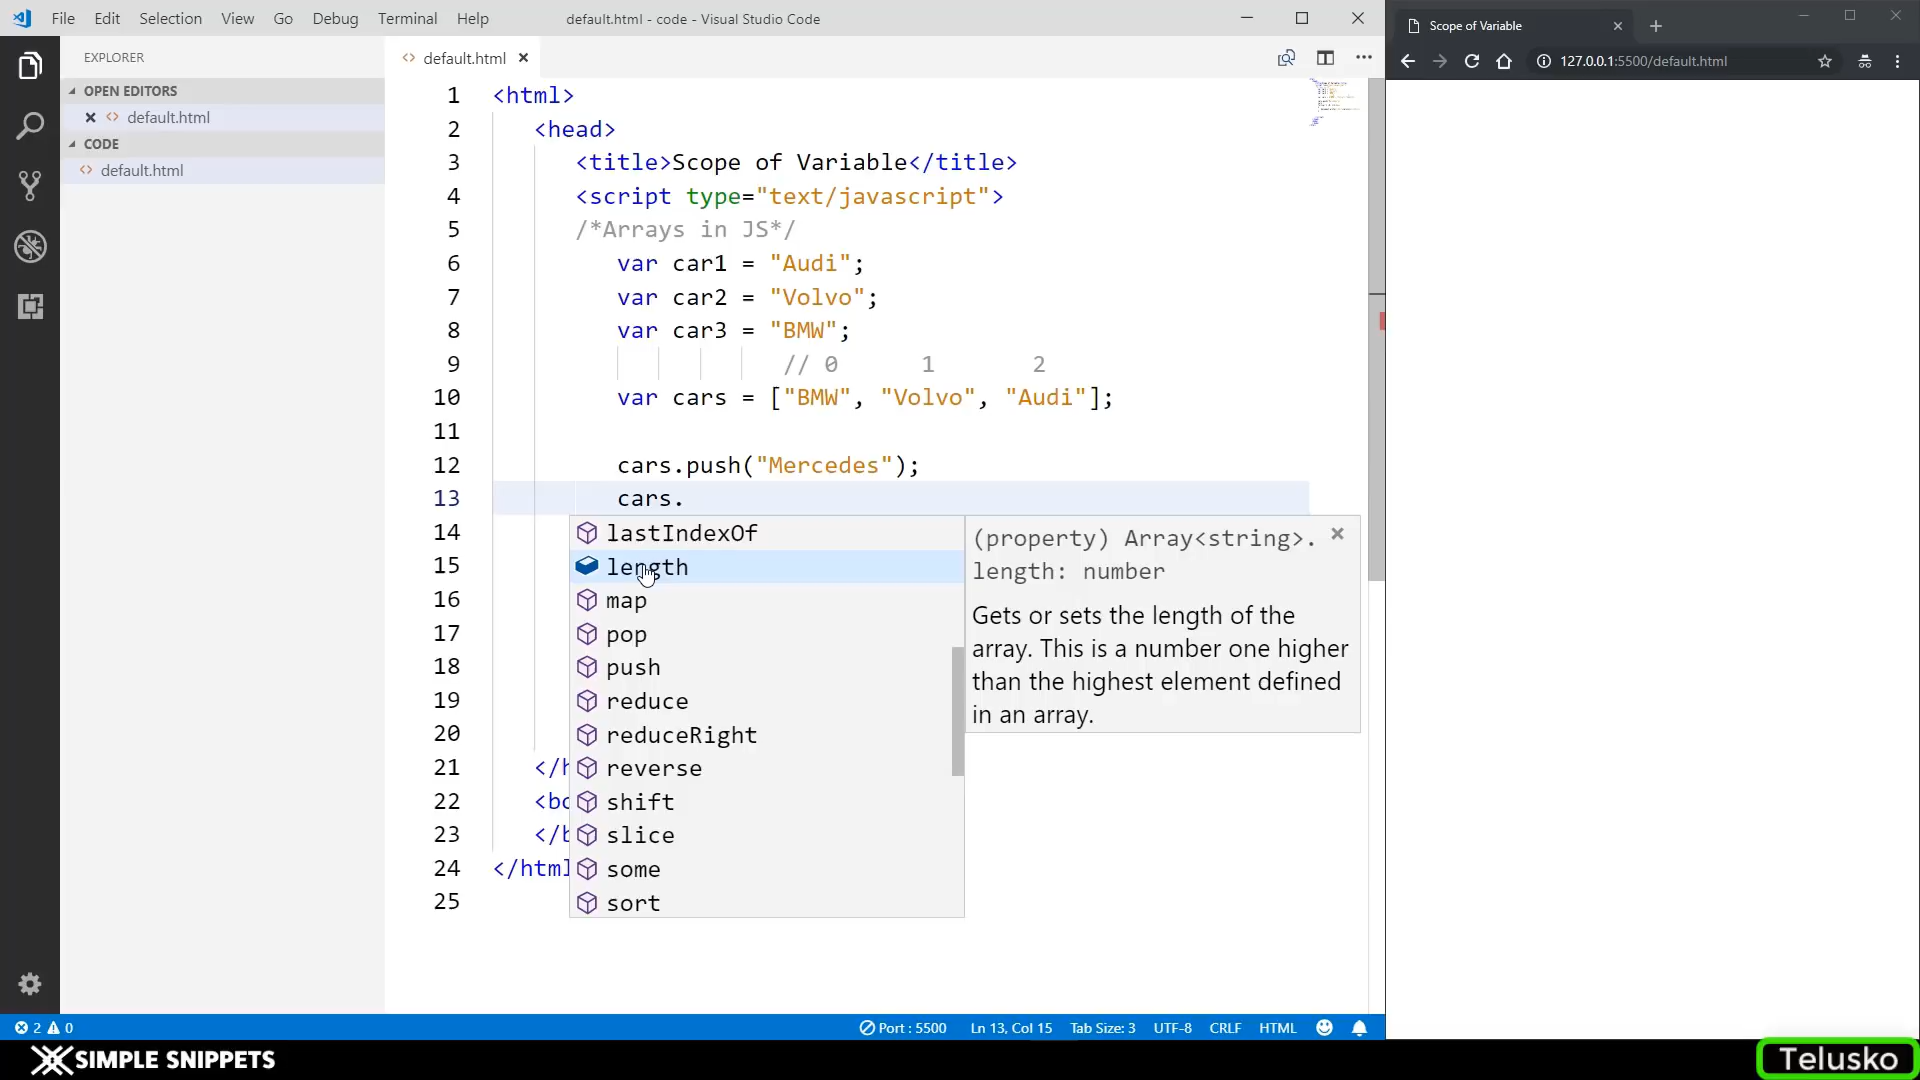 File Edit Selection View Go Debug Terminal Help
default.html - code - Visual Studio Code
Scope of Variable
127.0.0.1:5500/default.html
EXPLORER
OPEN EDITORS
default.html
CODE
default.html
default.html
1 <html>
2 <head>
3 <title>Scope of Variable</title>
4 <script type="text/javascript">
5 /*Arrays in JS*/
6 var car1 = "Audi";
7 var car2 = "Volvo";
8 var car3 = "BMW";
9 // 0 1 2
10 var cars = ["BMW", "Volvo", "Audi"];
11
12 cars.push("Mercedes");
13 cars.
14
15
16
17
18
19
20
21 </h
22 <bo
23 </b
24 </html
25
lastIndexOf
length
map
pop
push
reduce
reduceRight
reverse
shift
slice
some
sort
(property) Array<string>.
length: number
Gets or sets the length of the
array. This is a number one higher
than the highest element defined
in an array.
2 0
Port : 5500 Ln 13, Col 15 Tab Size: 3 UTF-8 CRLF HTML
SIMPLE SNIPPETS
Telusko